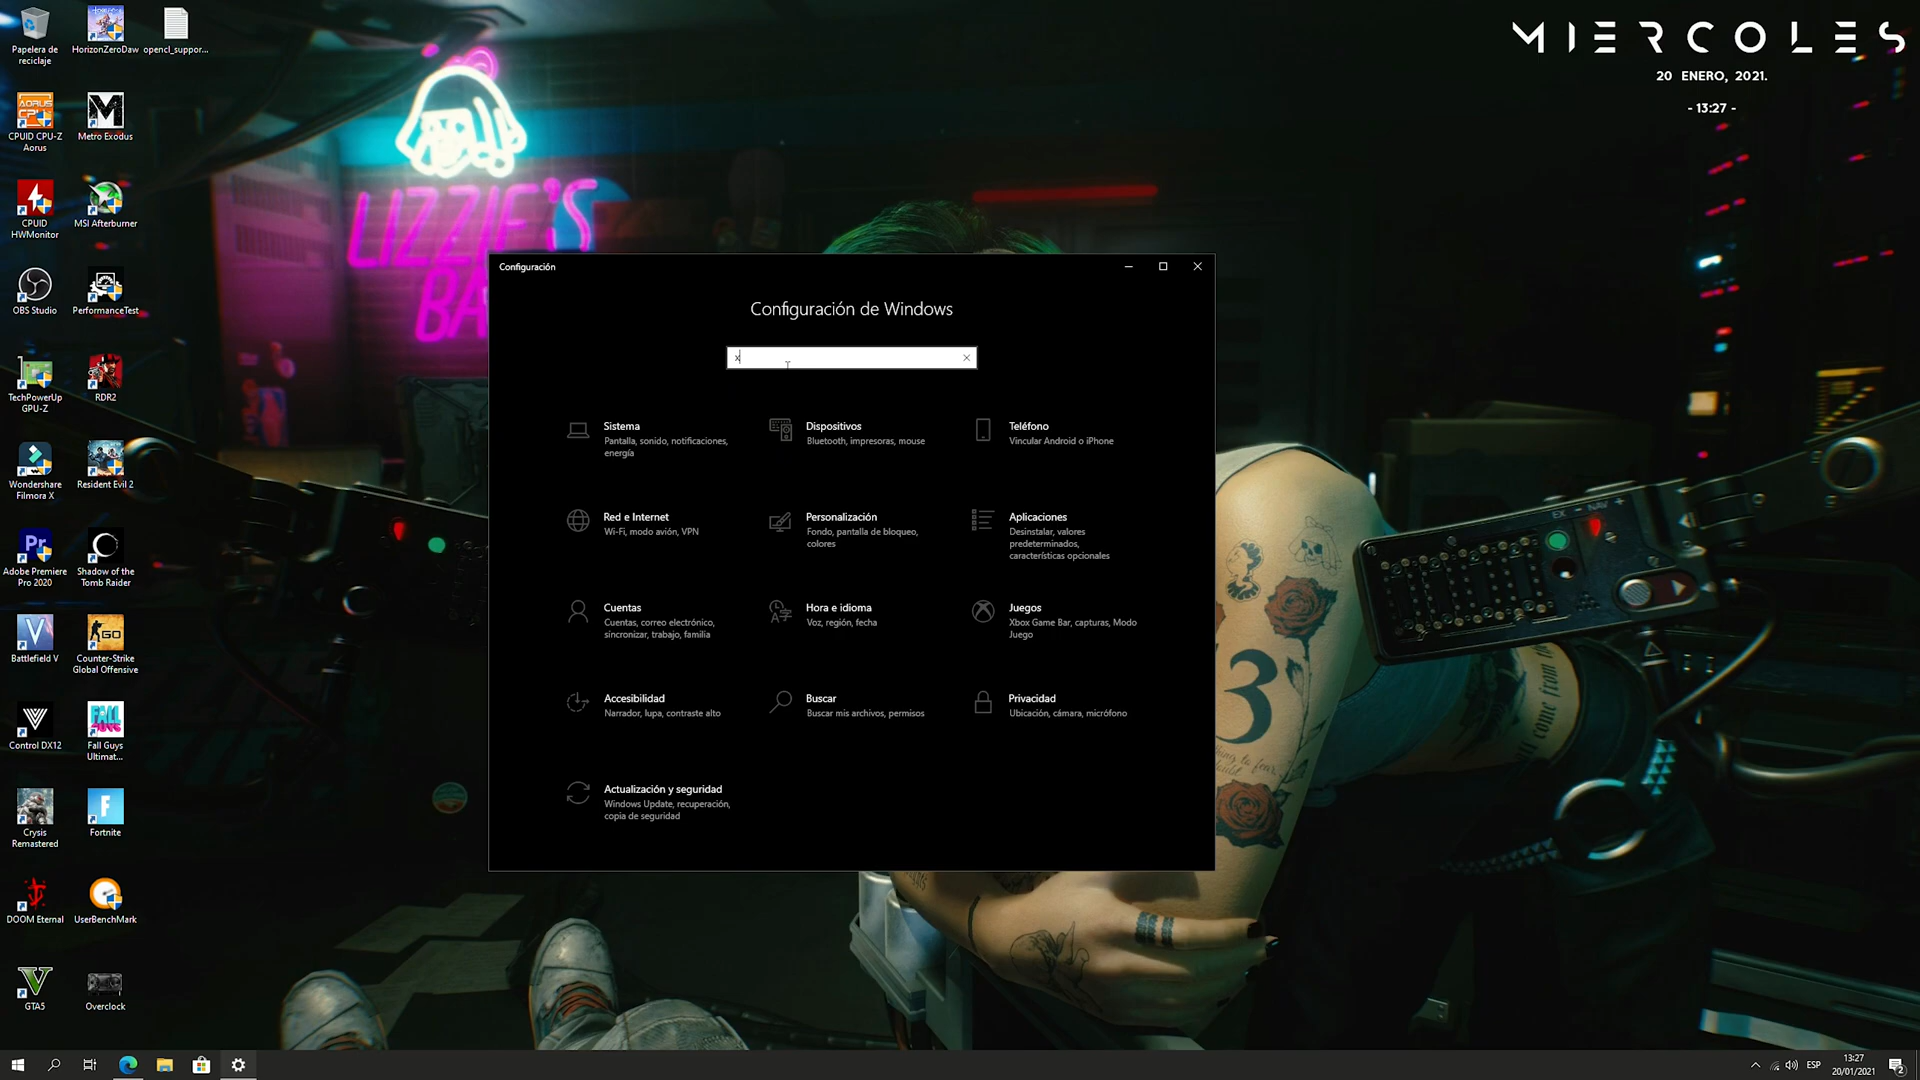 Papelera de
reciclaje
HorizonZeroDaw
opencl_suppor...
CPUID CPU-Z
Aorus
Metro Exodus
CPUID
HWMonitor
MSI Afterburner
OBS Studio
PerformanceTest
TechPowerUp
GPU-Z
RDR2
Wondershare
Filmora X
Resident Evil 2
Adobe Premiere
Pro 2020
Shadow of the
Tomb Raider
Battlefield V
Counter-Strike
Global Offensive
Control DX12
Fall Guys
Ultimat...
Crysis
Remastered
Fortnite
DOOM Eternal
UserBenchMark
GTA5
Overclock
LIZZIE'S
BA
MIERCOLES
20 ENERO, 2021.
- 13:27 -
Configuración
Configuración de Windows
x
Sistema
Pantalla, sonido, notificaciones,
energía
Dispositivos
Bluetooth, impresoras, mouse
Teléfono
Vincular Android o iPhone
Red e Internet
Wi-Fi, modo avión, VPN
Personalización
Fondo, pantalla de bloqueo,
colores
Aplicaciones
Desinstalar, valores
predeterminados,
características opcionales
Cuentas
Cuentas, correo electrónico,
sincronizar, trabajo, familia
Hora e idioma
Voz, región, fecha
Juegos
Xbox Game Bar, capturas, Modo
Juego
Accesibilidad
Narrador, lupa, contraste alto
Buscar
Buscar mis archivos, permisos
Privacidad
Ubicación, cámara, micrófono
Actualización y seguridad
Windows Update, recuperación,
copia de seguridad
3
come from
ESP
13:27
20/01/2021
2